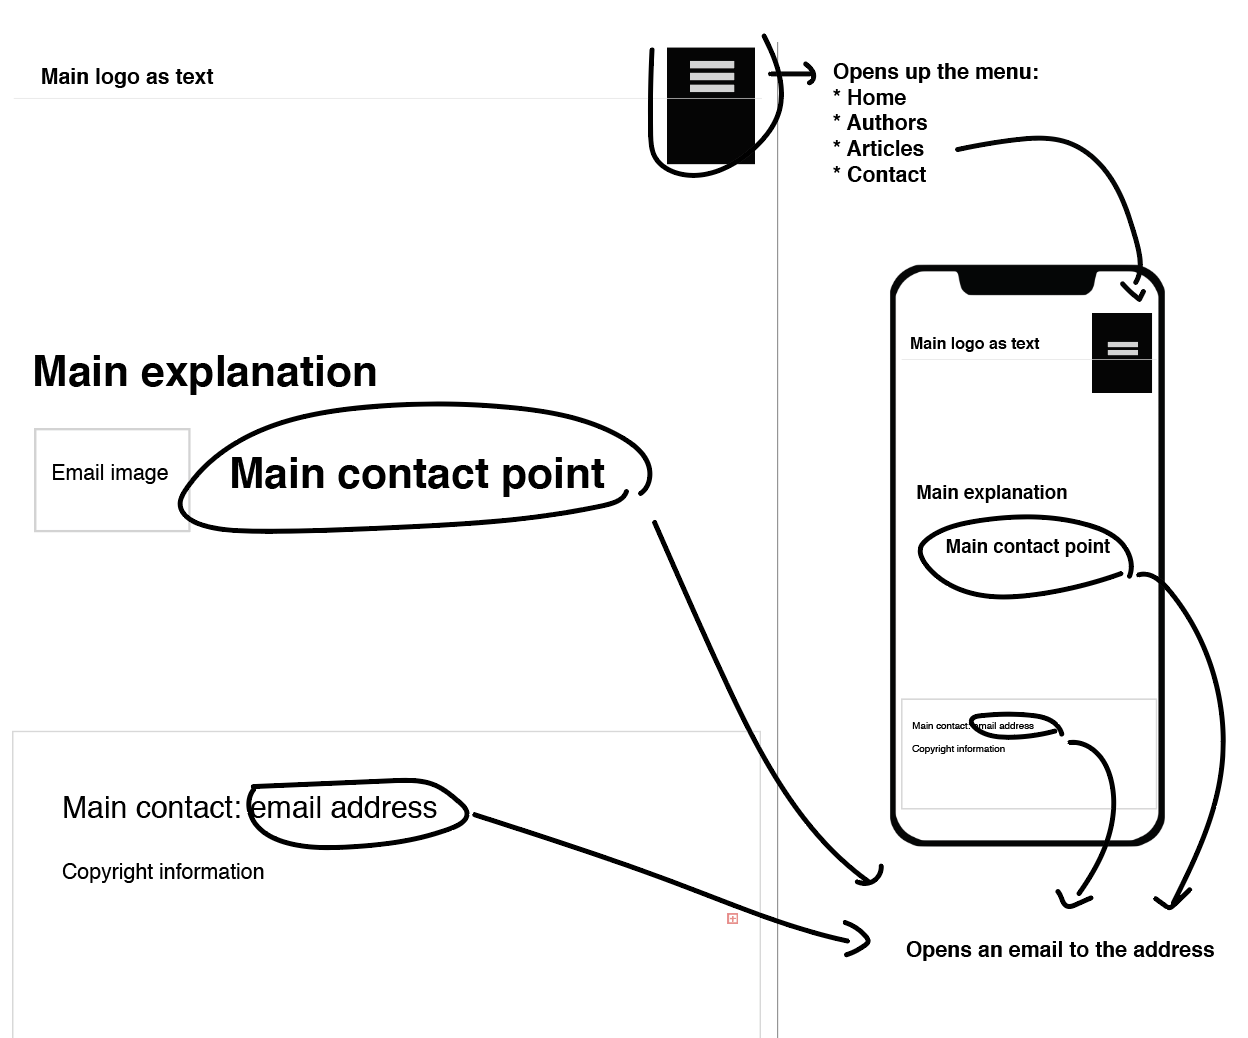 Main logo as text
Opens up the menu:
* Home
* Authors
* Articles
* Contact
Main explanation
Email image
Main contact point
Main contact: email address
Copyright information
Main logo as text
Main explanation
Main contact point
Main contact: email address
Copyright information
Opens an email to the address